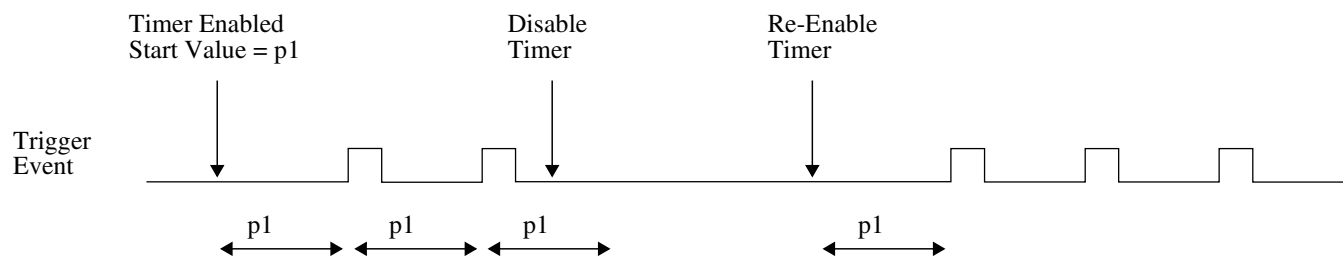 Timer Enabled
Start Value = p1
Disable
Timer
Re-Enable
Timer
Trigger
Event
p1
p1
p1
p1